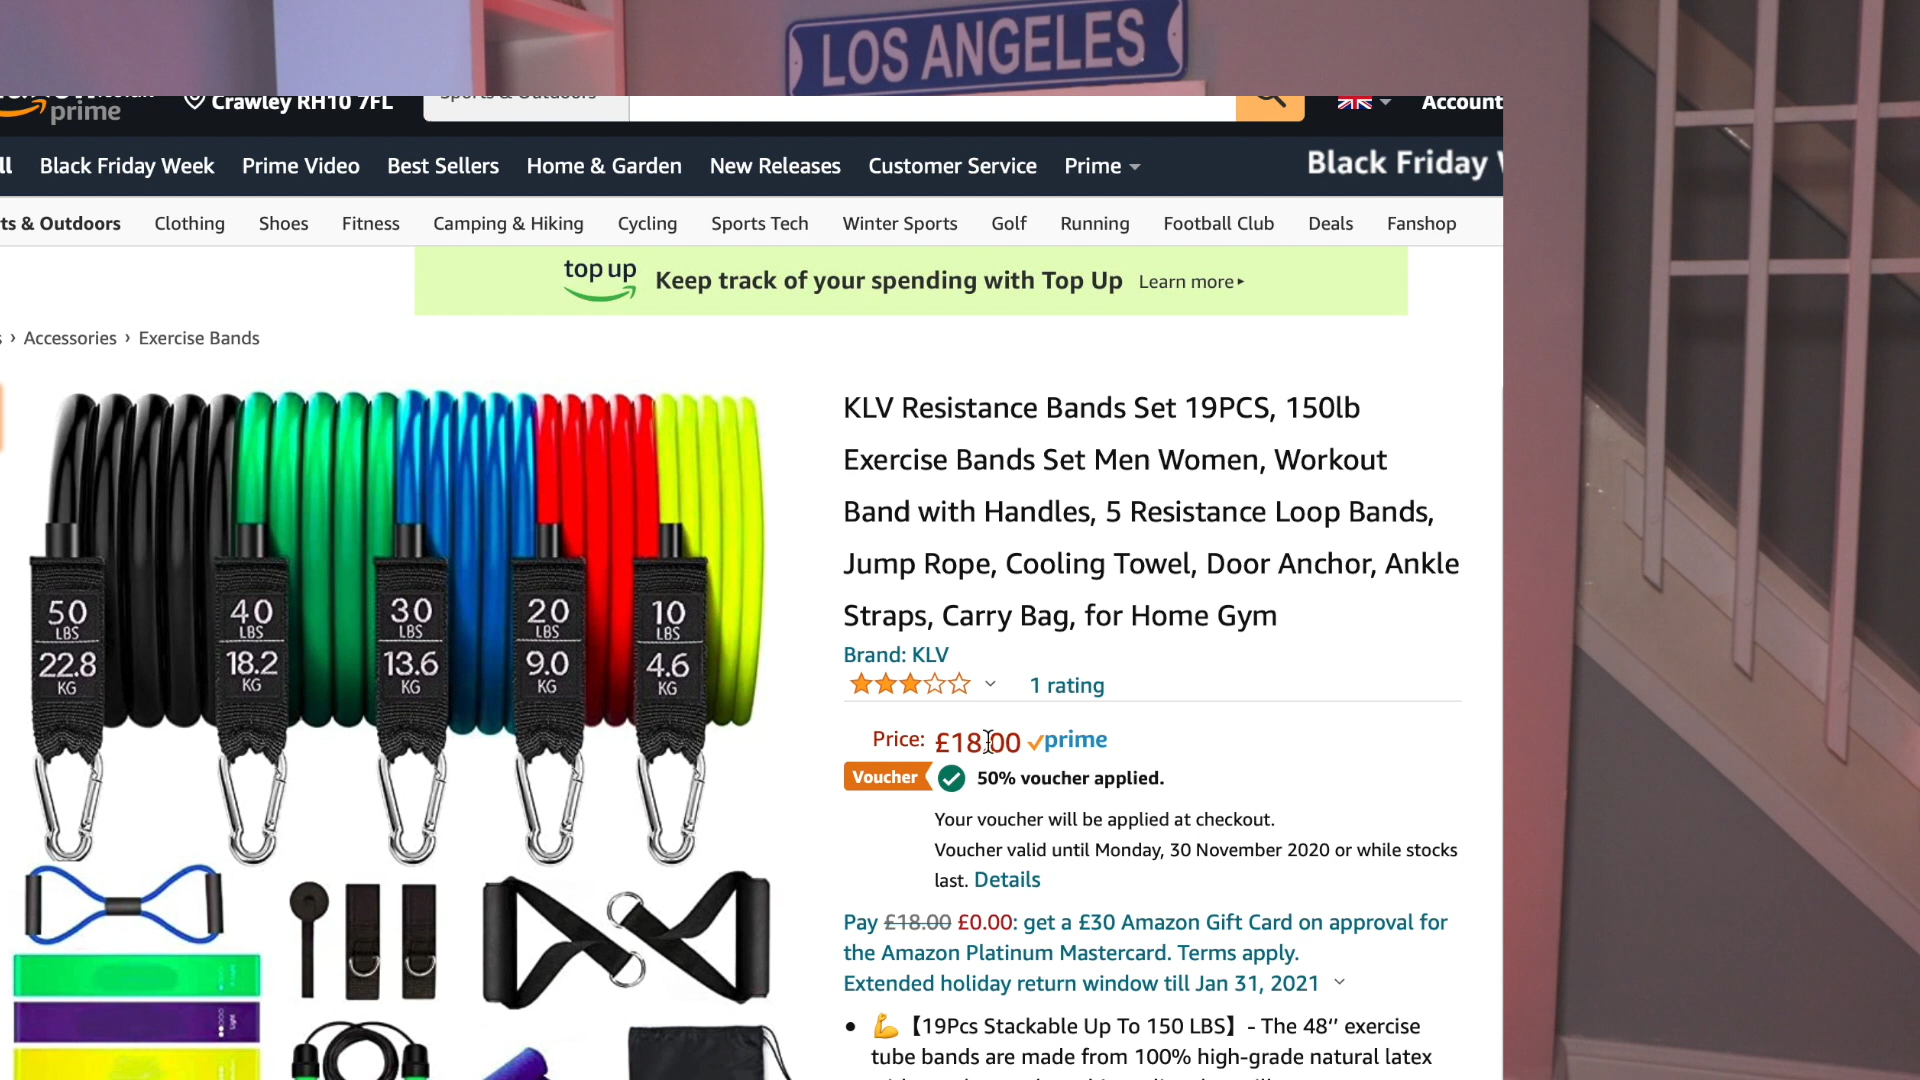 LOS ANGELES
prime
Crawley RH10 7FL
Sports & Outdoors
Account
Black Friday Week
Prime Video
Best Sellers
Home & Garden
New Releases
Customer Service
Prime
Black Friday
ts & Outdoors
Clothing
Shoes
Fitness
Camping & Hiking
Cycling
Sports Tech
Winter Sports
Golf
Running
Football Club
Deals
Fanshop
top up
Keep track of your spending with Top Up
Learn more▸
› Accessories › Exercise Bands
KLV Resistance Bands Set 19PCS, 150lb
Exercise Bands Set Men Women, Workout
Band with Handles, 5 Resistance Loop Bands,
Jump Rope, Cooling Towel, Door Anchor, Ankle
Straps, Carry Bag, for Home Gym
Brand: KLV
1 rating
Price: £18.00 prime
Voucher 50% voucher applied.
Your voucher will be applied at checkout.
Voucher valid until Monday, 30 November 2020 or while stocks
last. Details
Pay £18.00 £0.00: get a £30 Amazon Gift Card on approval for
the Amazon Platinum Mastercard. Terms apply.
Extended holiday return window till Jan 31, 2021
● 💪【19Pcs Stackable Up To 150 LBS】- The 48’’ exercise
tube bands are made from 100% high-grade natural latex
50
LBS
22.8
KG
40
LBS
18.2
KG
30
LBS
13.6
KG
20
LBS
9.0
KG
10
LBS
4.6
KG
Light